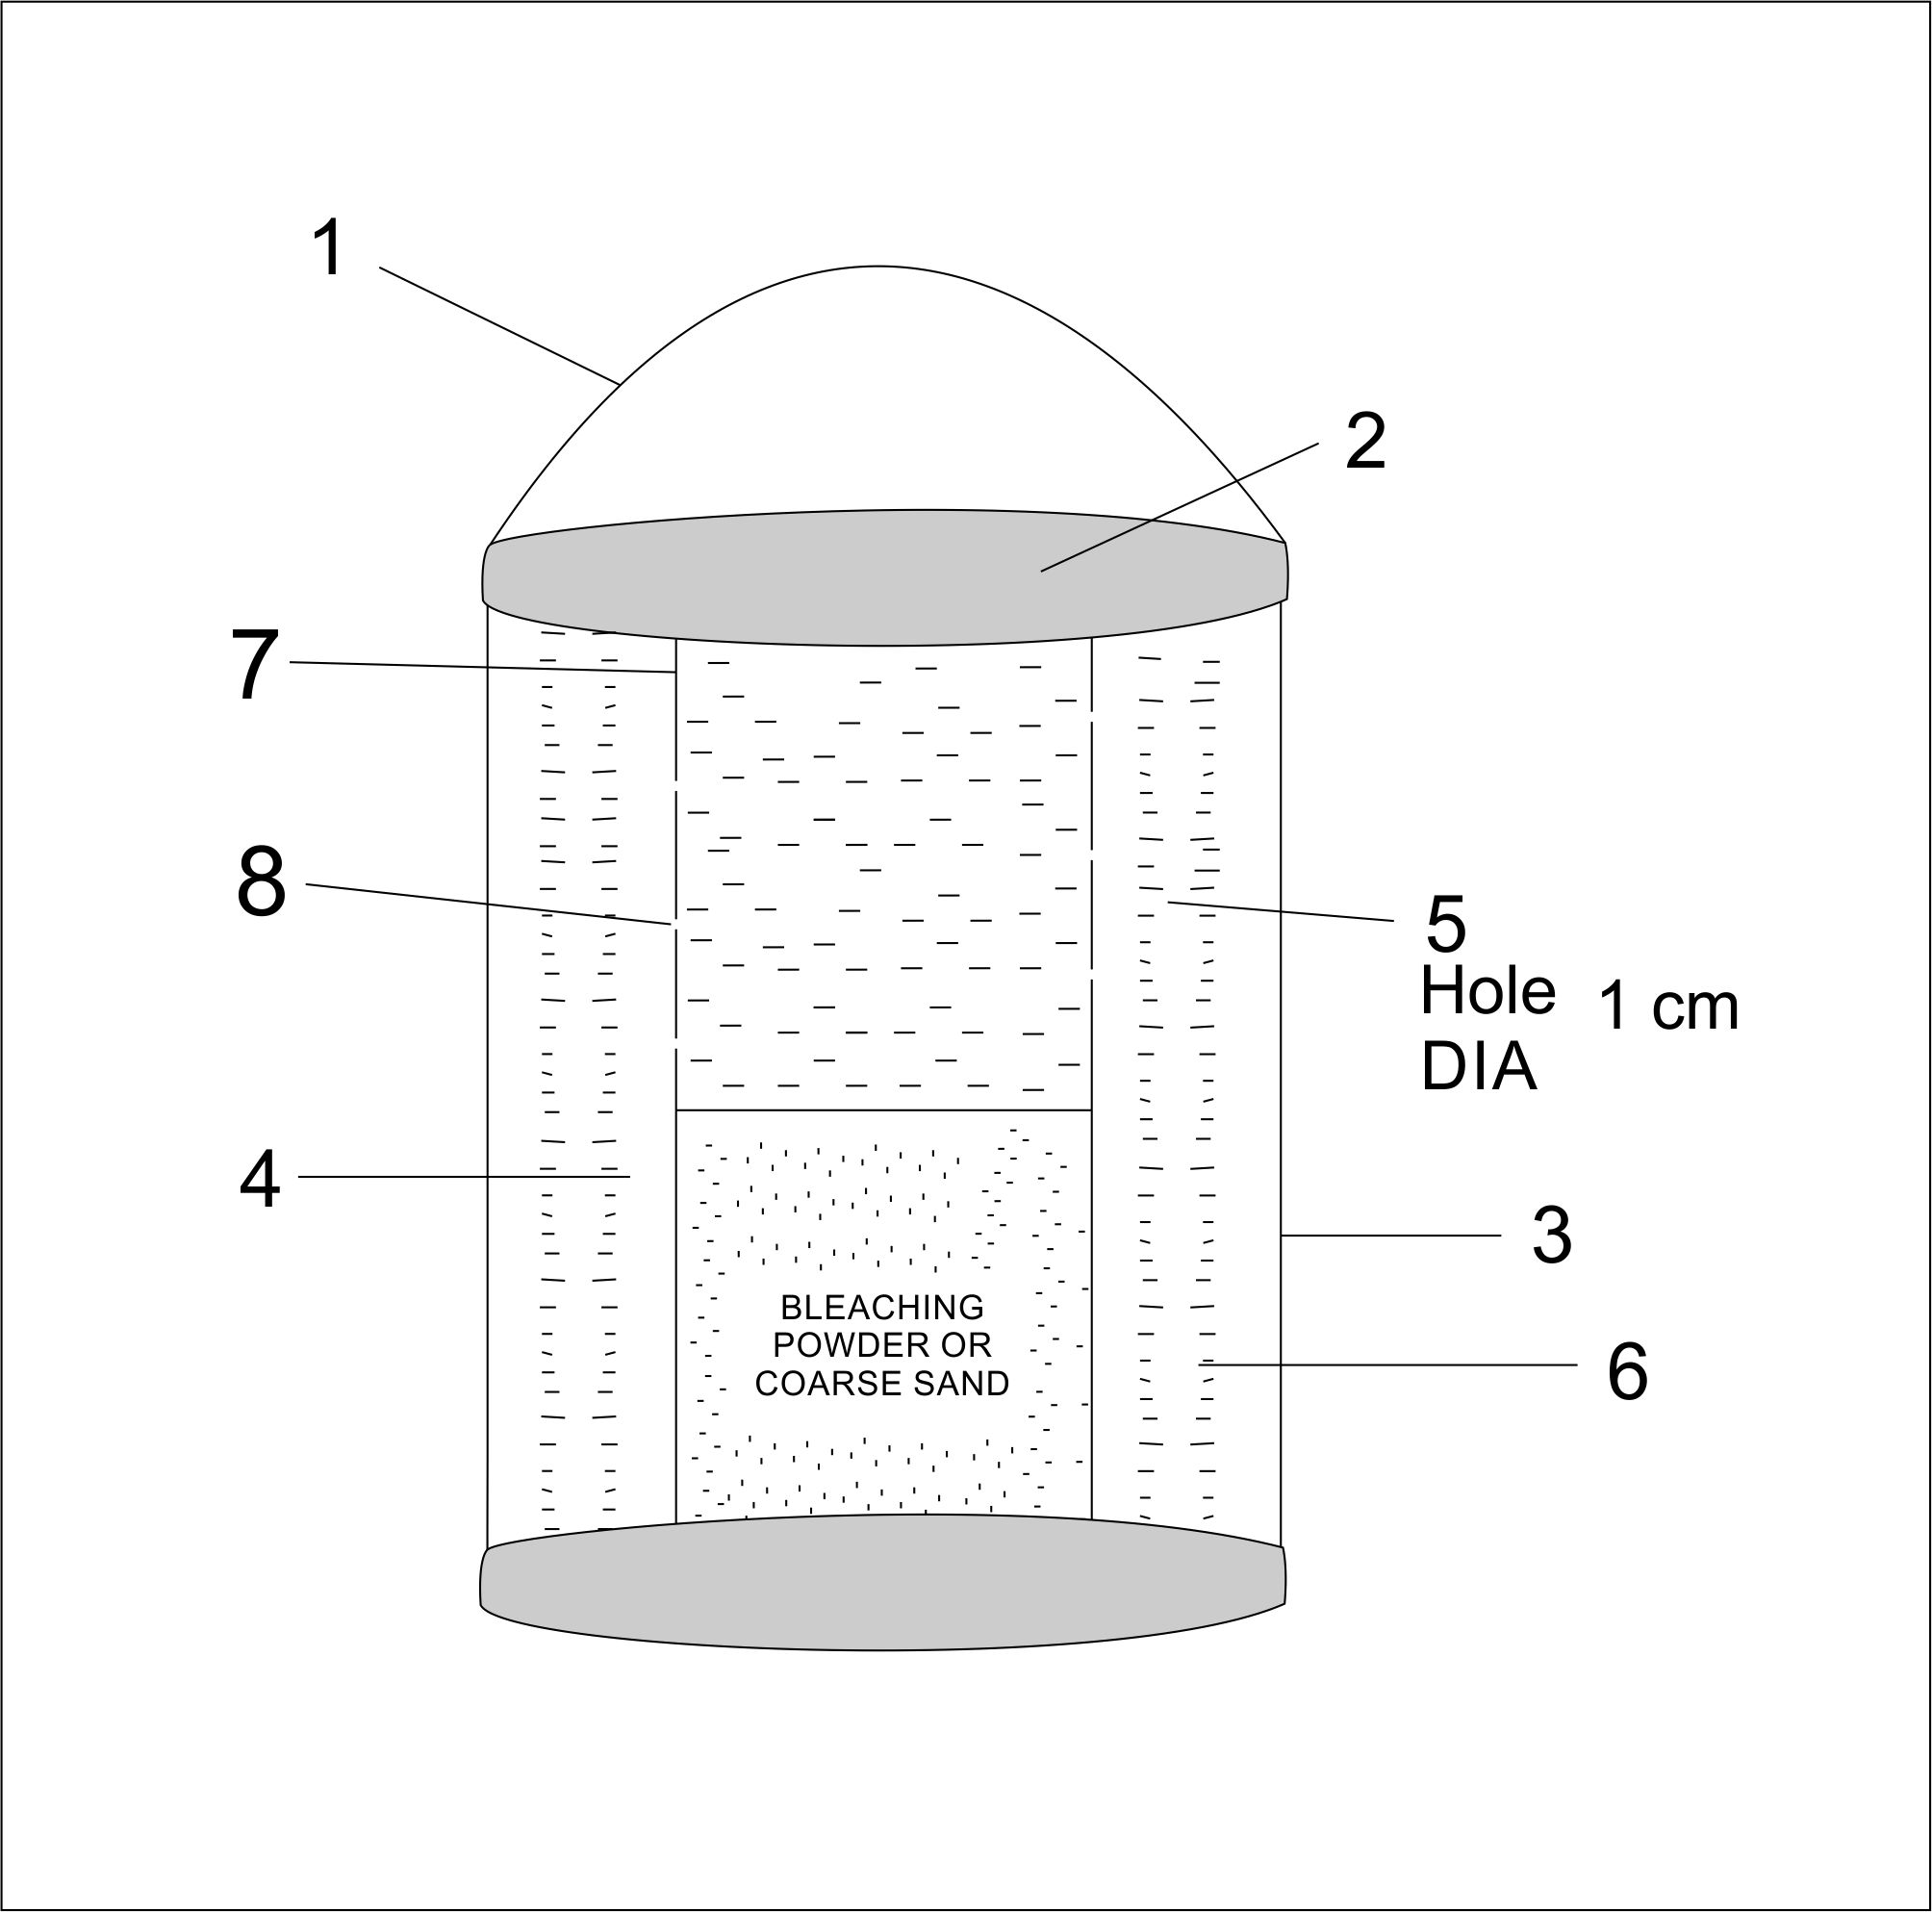 1
2
7
8
5
Hole 1 cm
DIA
4
3
BLEACHING
POWDER OR
COARSE SAND
6